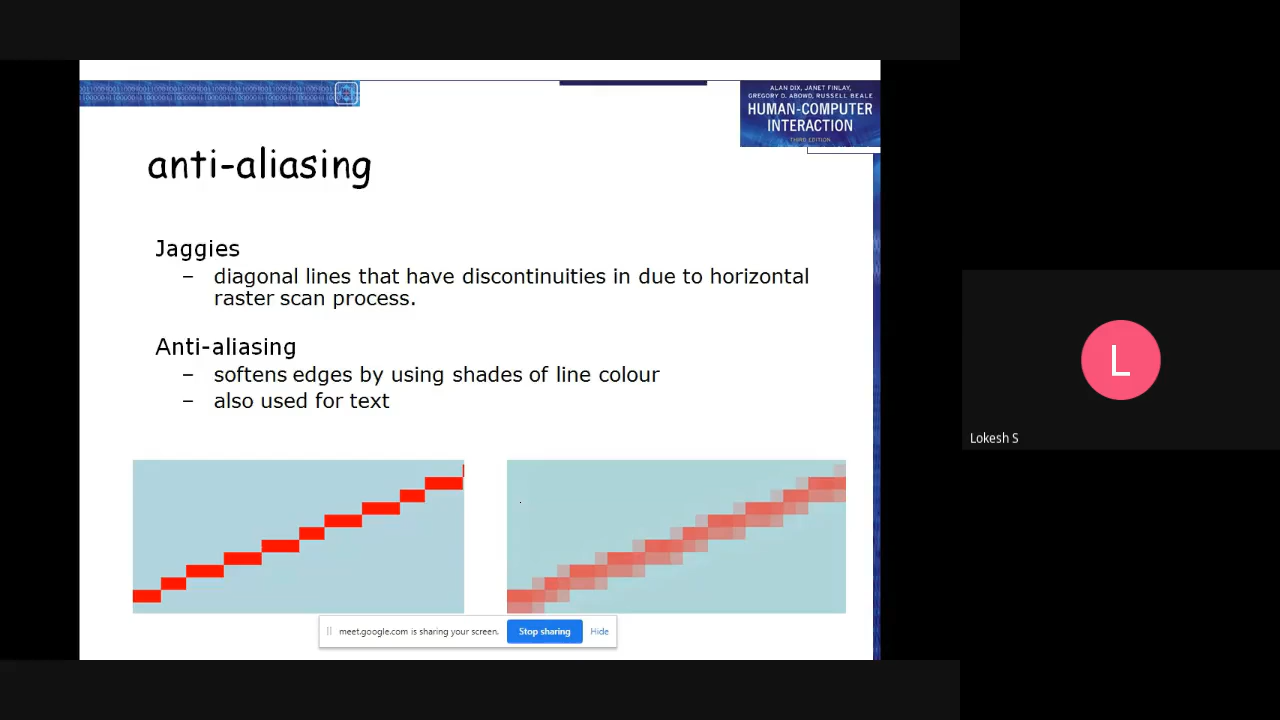 ALAN DIX, JANET FINLAY,
GREGORY D. ABOWD, RUSSELL BEALE
HUMAN-COMPUTER
INTERACTION
THIRD EDITION
anti-aliasing
Jaggies
– diagonal lines that have discontinuities in due to horizontal
raster scan process.
Anti-aliasing
– softens edges by using shades of line colour
– also used for text
L
Lokesh S
meet.google.com is sharing your screen. Stop sharing Hide